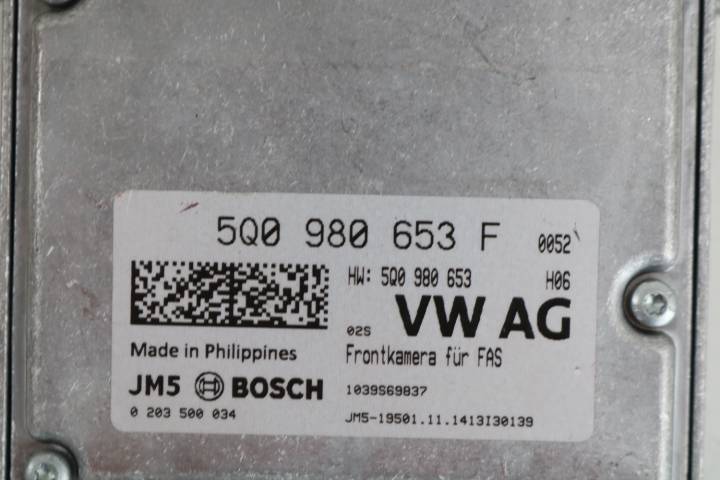 5Q0 980 653 F 0052
HW: 5Q0 980 653 H06
02S VW AG
Made in Philippines
Frontkamera für FAS
JM5 BOSCH
1039S69837
0 203 500 034
JM5-19501.11.1413I30139